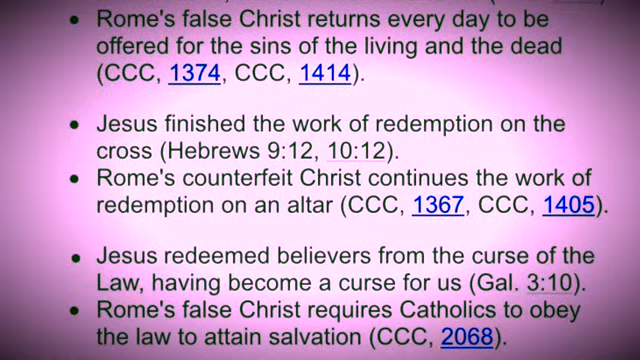 • Rome's false Christ returns every day to be
offered for the sins of the living and the dead
(CCC, 1374, CCC, 1414).
• Jesus finished the work of redemption on the
cross (Hebrews 9:12, 10:12).
• Rome's counterfeit Christ continues the work of
redemption on an altar (CCC, 1367, CCC, 1405).
• Jesus redeemed believers from the curse of the
Law, having become a curse for us (Gal. 3:10).
• Rome's false Christ requires Catholics to obey
the law to attain salvation (CCC, 2068).